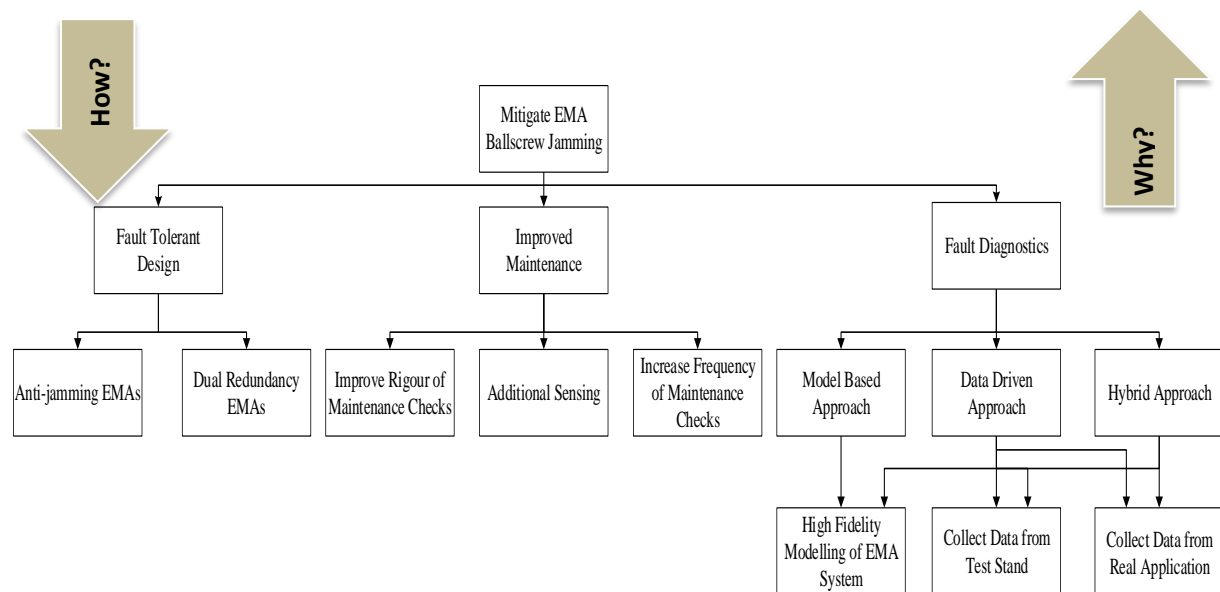 How?
Why?
Mitigate EMA
Ballscrew Jamming
Fault Tolerant
Design
Improved
Maintenance
Fault Diagnostics
Anti-jamming EMAs
Dual Redundancy
EMAs
Improve Rigour of
Maintenance Checks
Additional Sensing
Increase Frequency
of Maintenance
Checks
Model Based
Approach
Data Driven
Approach
Hybrid Approach
High Fidelity
Modelling of EMA
System
Collect Data from
Test Stand
Collect Data from
Real Application